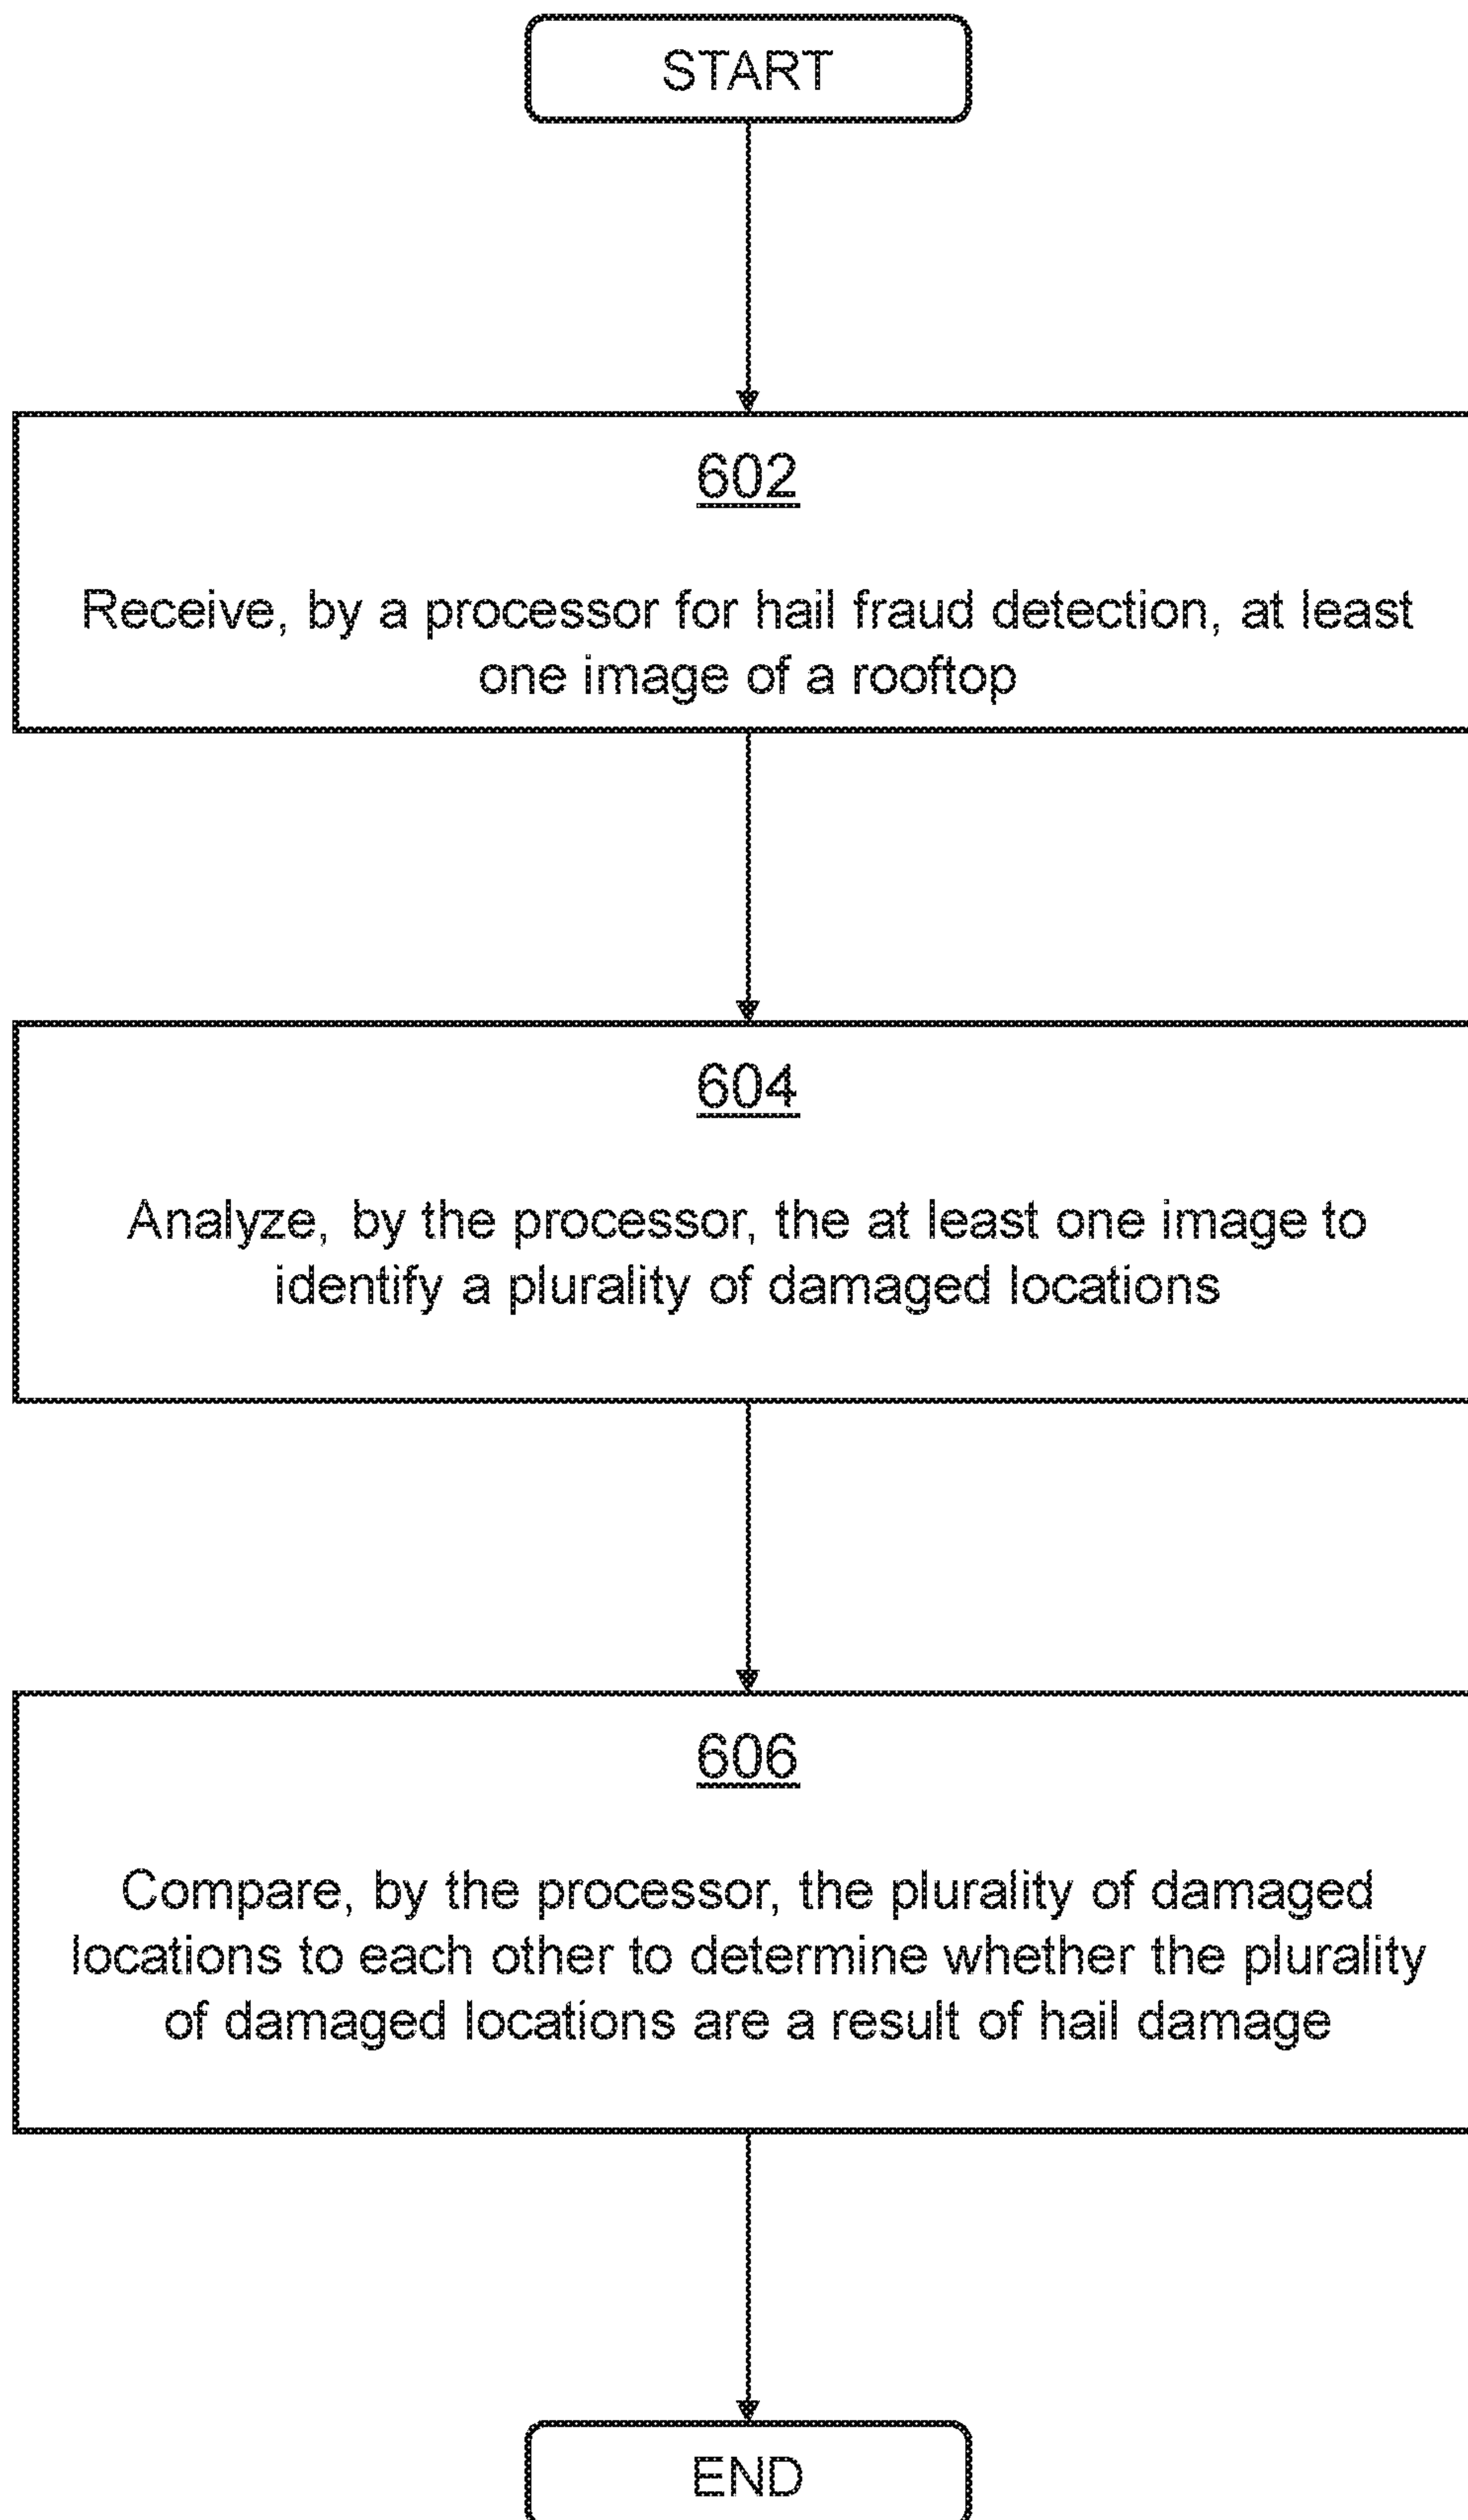 START
602
Receive, by a processor for hail fraud detection, at least
one image of a rooftop
604
Analyze, by the processor, the at least one image to
identify a plurality of damaged locations
606
Compare, by the processor, the plurality of damaged
locations to each other to determine whether the plurality
of damaged locations are a result of hail damage
END